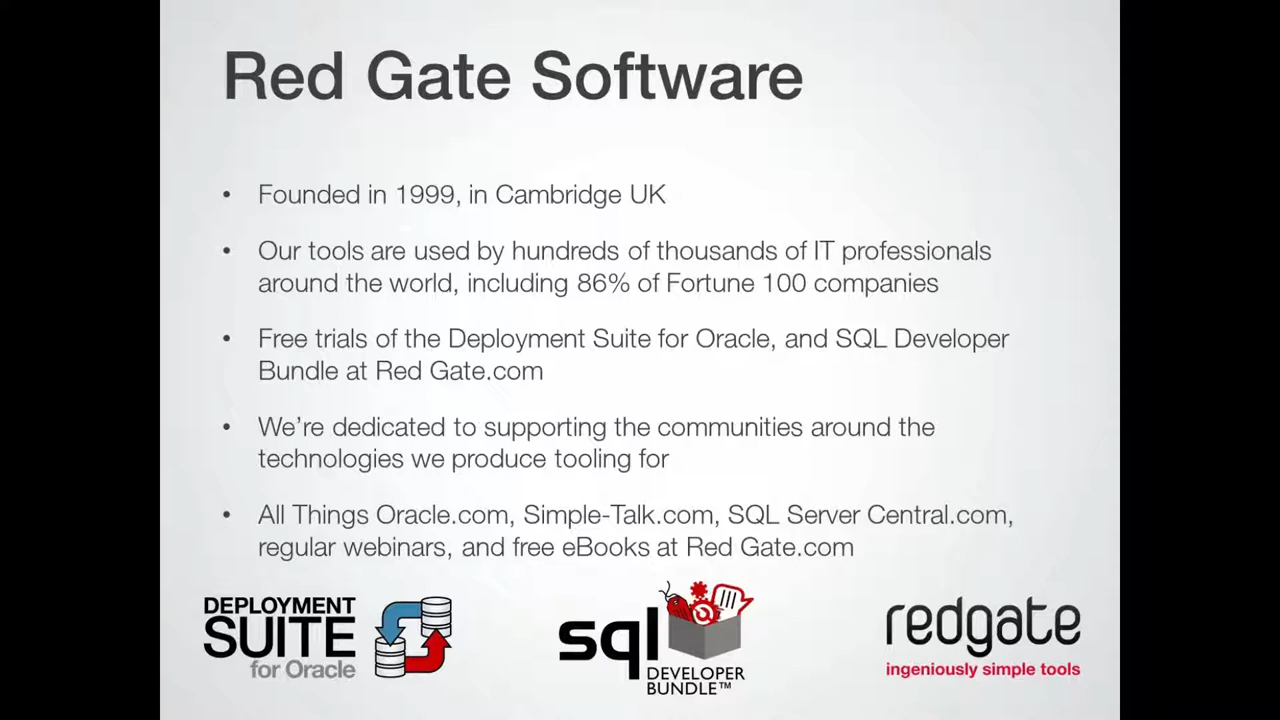 Red Gate Software
• Founded in 1999, in Cambridge UK
• Our tools are used by hundreds of thousands of IT professionals
around the world, including 86% of Fortune 100 companies
• Free trials of the Deployment Suite for Oracle, and SQL Developer
Bundle at Red Gate.com
• We’re dedicated to supporting the communities around the
technologies we produce tooling for
• All Things Oracle.com, Simple-Talk.com, SQL Server Central.com,
regular webinars, and free eBooks at Red Gate.com
DEPLOYMENT
SUITE
for Oracle
sql
DEVELOPER
BUNDLE™
redgate
ingeniously simple tools